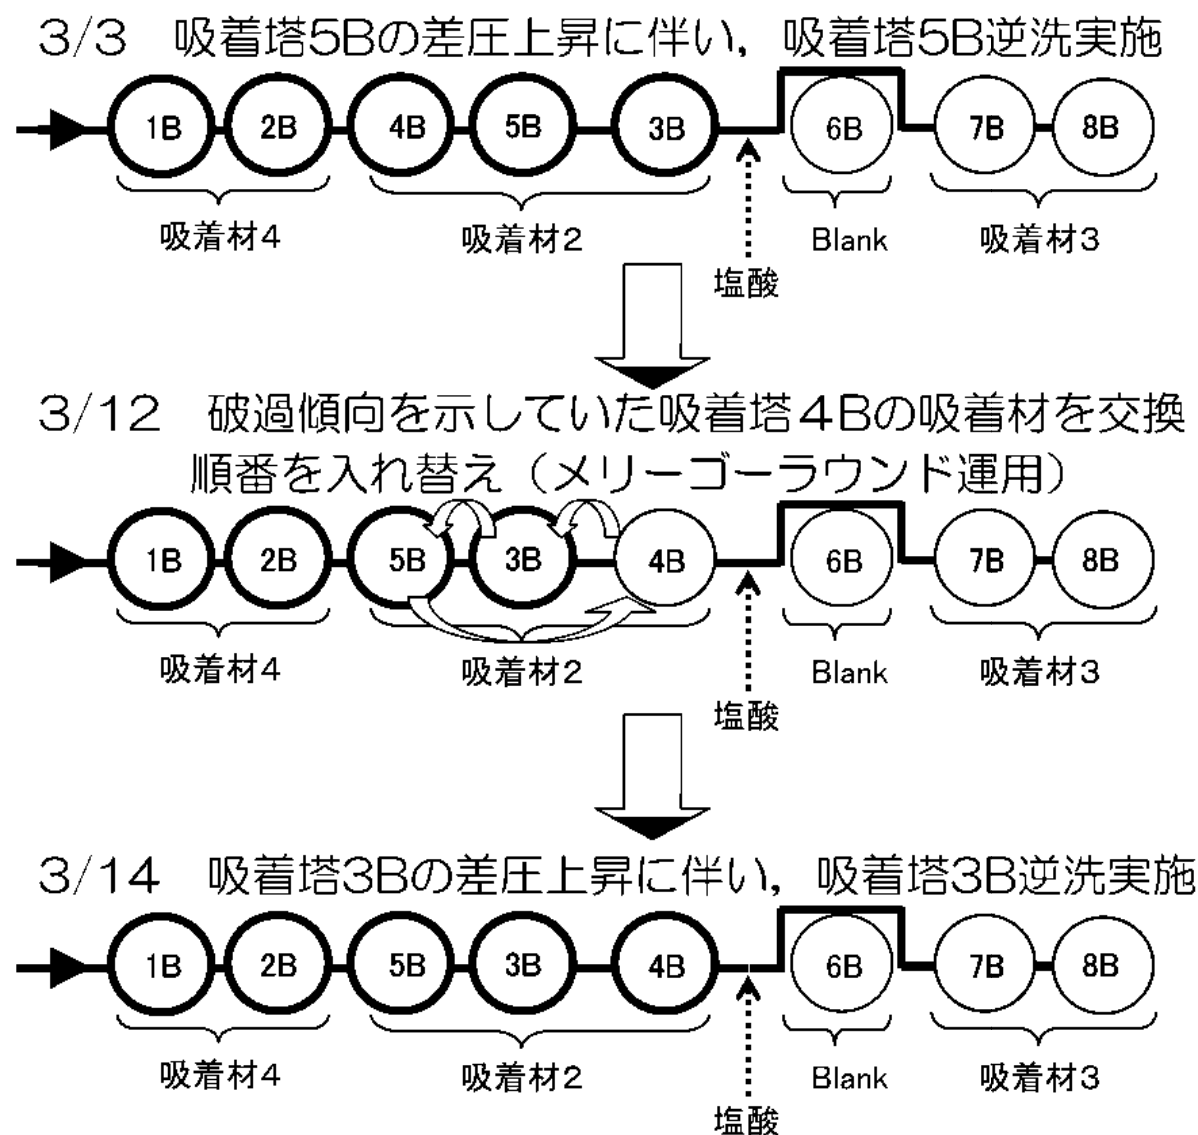 3/3　吸着塔5Bの差圧上昇に伴い，吸着塔5B逆洗実施
1B 2B 4B 5B 3B 6B 7B 8B
吸着材4 吸着材2 Blank 吸着材3
塩酸
3/12　破過傾向を示していた吸着塔4Bの吸着材を交換
順番を入れ替え（メリーゴーラウンド運用）
1B 2B 5B 3B 4B 6B 7B 8B
吸着材4 吸着材2 Blank 吸着材3
塩酸
3/14　吸着塔3Bの差圧上昇に伴い，吸着塔3B逆洗実施
1B 2B 5B 3B 4B 6B 7B 8B
吸着材4 吸着材2 Blank 吸着材3
塩酸